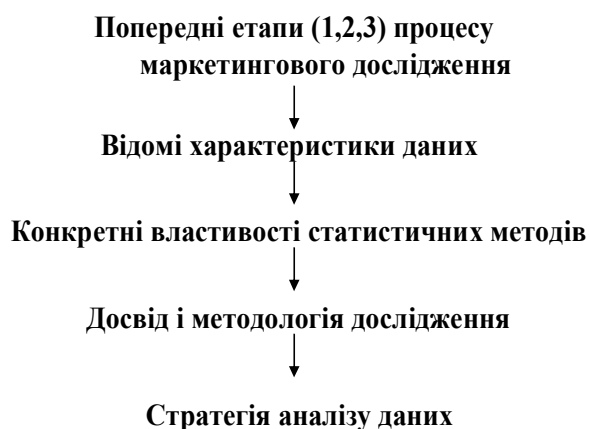 Попередні етапи (1,2,3) процесу
маркетингового дослідження
Відомі характеристики даних
Конкретні властивості статистичних методів
Досвід і методологія дослідження
Стратегія аналізу даних